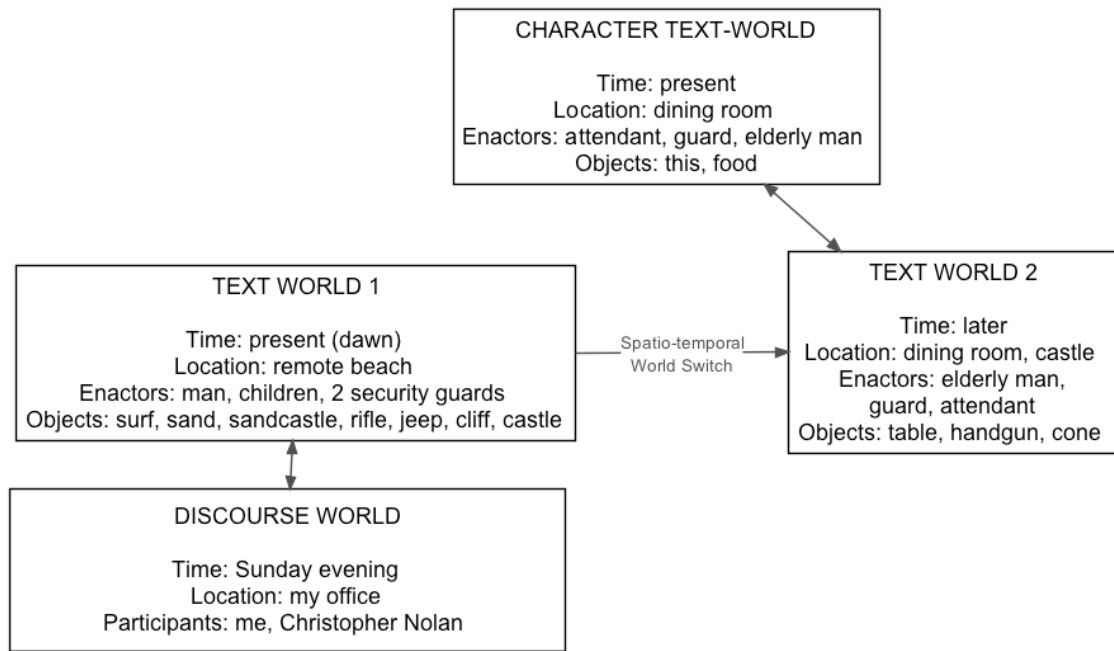 CHARACTER TEXT-WORLD
Time: present
Location: dining room
Enactors: attendant, guard, elderly man
Objects: this, food
TEXT WORLD 1
Time: present (dawn)
Location: remote beach
Enactors: man, children, 2 security guards
Objects: surf, sand, sandcastle, rifle, jeep, cliff, castle
Spatio-temporal
World Switch
TEXT WORLD 2
Time: later
Location: dining room, castle
Enactors: elderly man,
guard, attendant
Objects: table, handgun, cone
DISCOURSE WORLD
Time: Sunday evening
Location: my office
Participants: me, Christopher Nolan